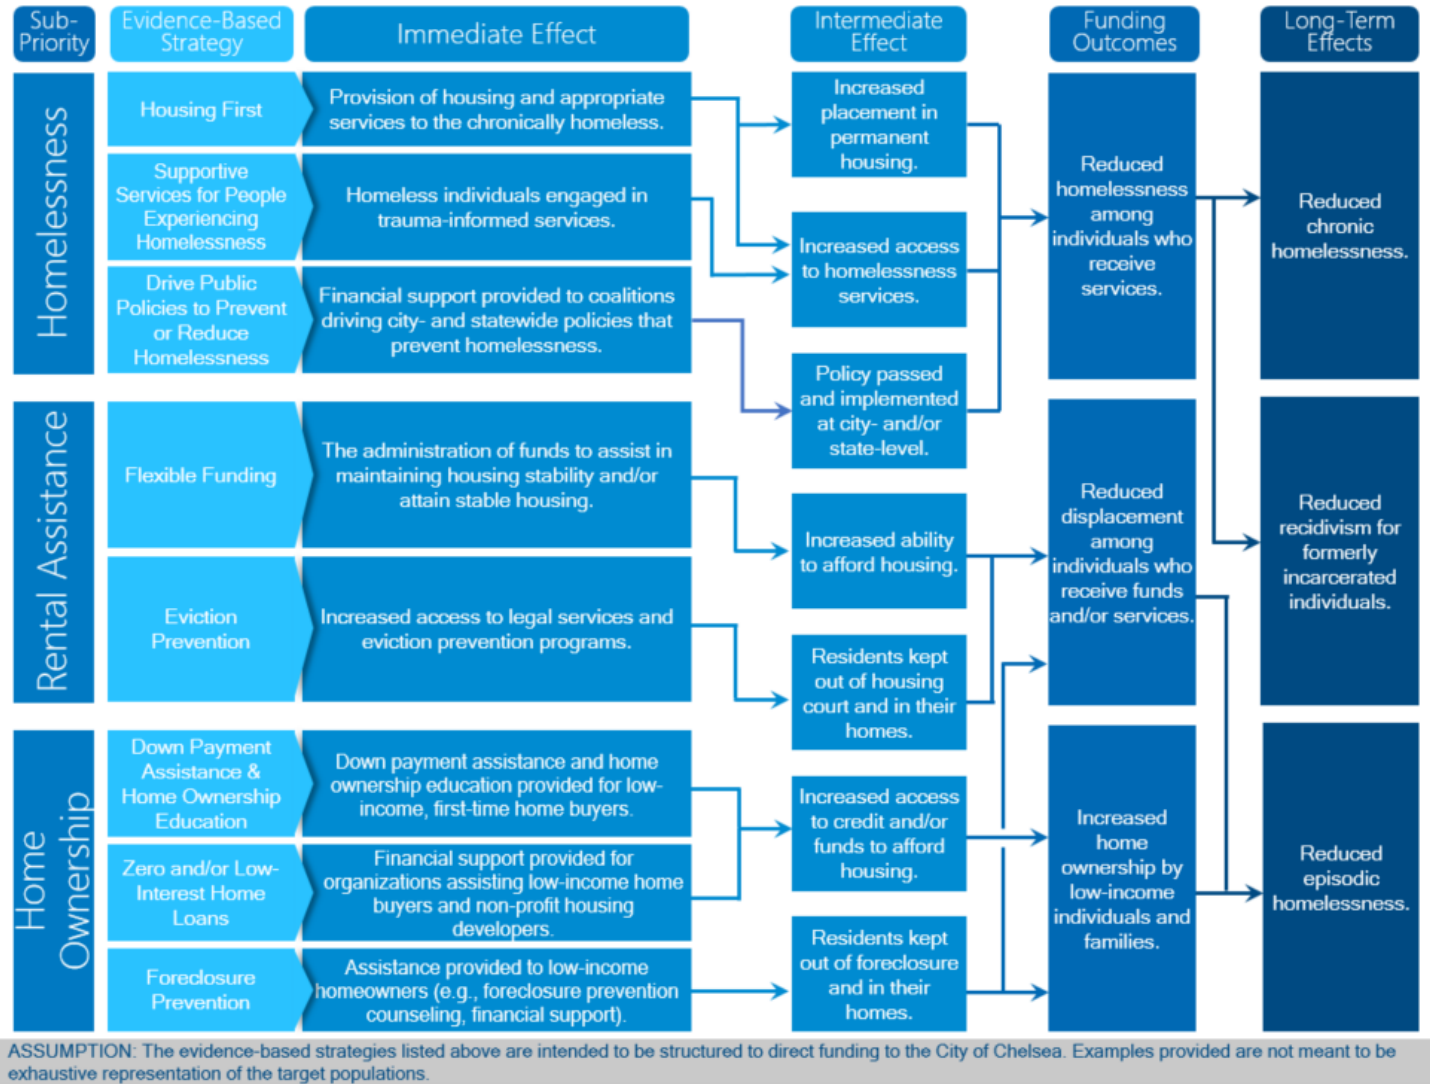 Sub-
Priority
Evidence-Based
Strategy
Immediate Effect
Intermediate
Effect
Funding
Outcomes
Long-Term
Effects
Homelessness
Housing First
Provision of housing and appropriate
services to the chronically homeless.
Supportive
Services for People
Experiencing
Homelessness
Homeless individuals engaged in
trauma-informed services.
Drive Public
Policies to Prevent
or Reduce
Homelessness
Financial support provided to coalitions
driving city- and statewide policies that
prevent homelessness.
Increased
placement in
permanent
housing.
Increased access
to homelessness
services.
Policy passed
and implemented
at city- and/or
state-level.
Reduced
homelessness
among
individuals who
receive
services.
Reduced
chronic
homelessness.
Rental Assistance
Flexible Funding
The administration of funds to assist in
maintaining housing stability and/or
attain stable housing.
Eviction
Prevention
Increased access to legal services and
eviction prevention programs.
Increased ability
to afford housing.
Residents kept
out of housing
court and in their
homes.
Reduced
displacement
among
individuals who
receive funds
and/or services.
Reduced
recidivism for
formerly
incarcerated
individuals.
Home
Ownership
Down Payment
Assistance &
Home Ownership
Education
Down payment assistance and home
ownership education provided for low-
income, first-time home buyers.
Zero and/or Low-
Interest Home
Loans
Financial support provided for
organizations assisting low-income home
buyers and non-profit housing
developers.
Foreclosure
Prevention
Assistance provided to low-income
homeowners (e.g., foreclosure prevention
counseling, financial support).
Increased access
to credit and/or
funds to afford
housing.
Residents kept
out of foreclosure
and in their
homes.
Increased
home
ownership by
low-income
individuals and
families.
Reduced
episodic
homelessness.
ASSUMPTION: The evidence-based strategies listed above are intended to be structured to direct funding to the City of Chelsea. Examples provided are not meant to be
exhaustive representation of the target populations.